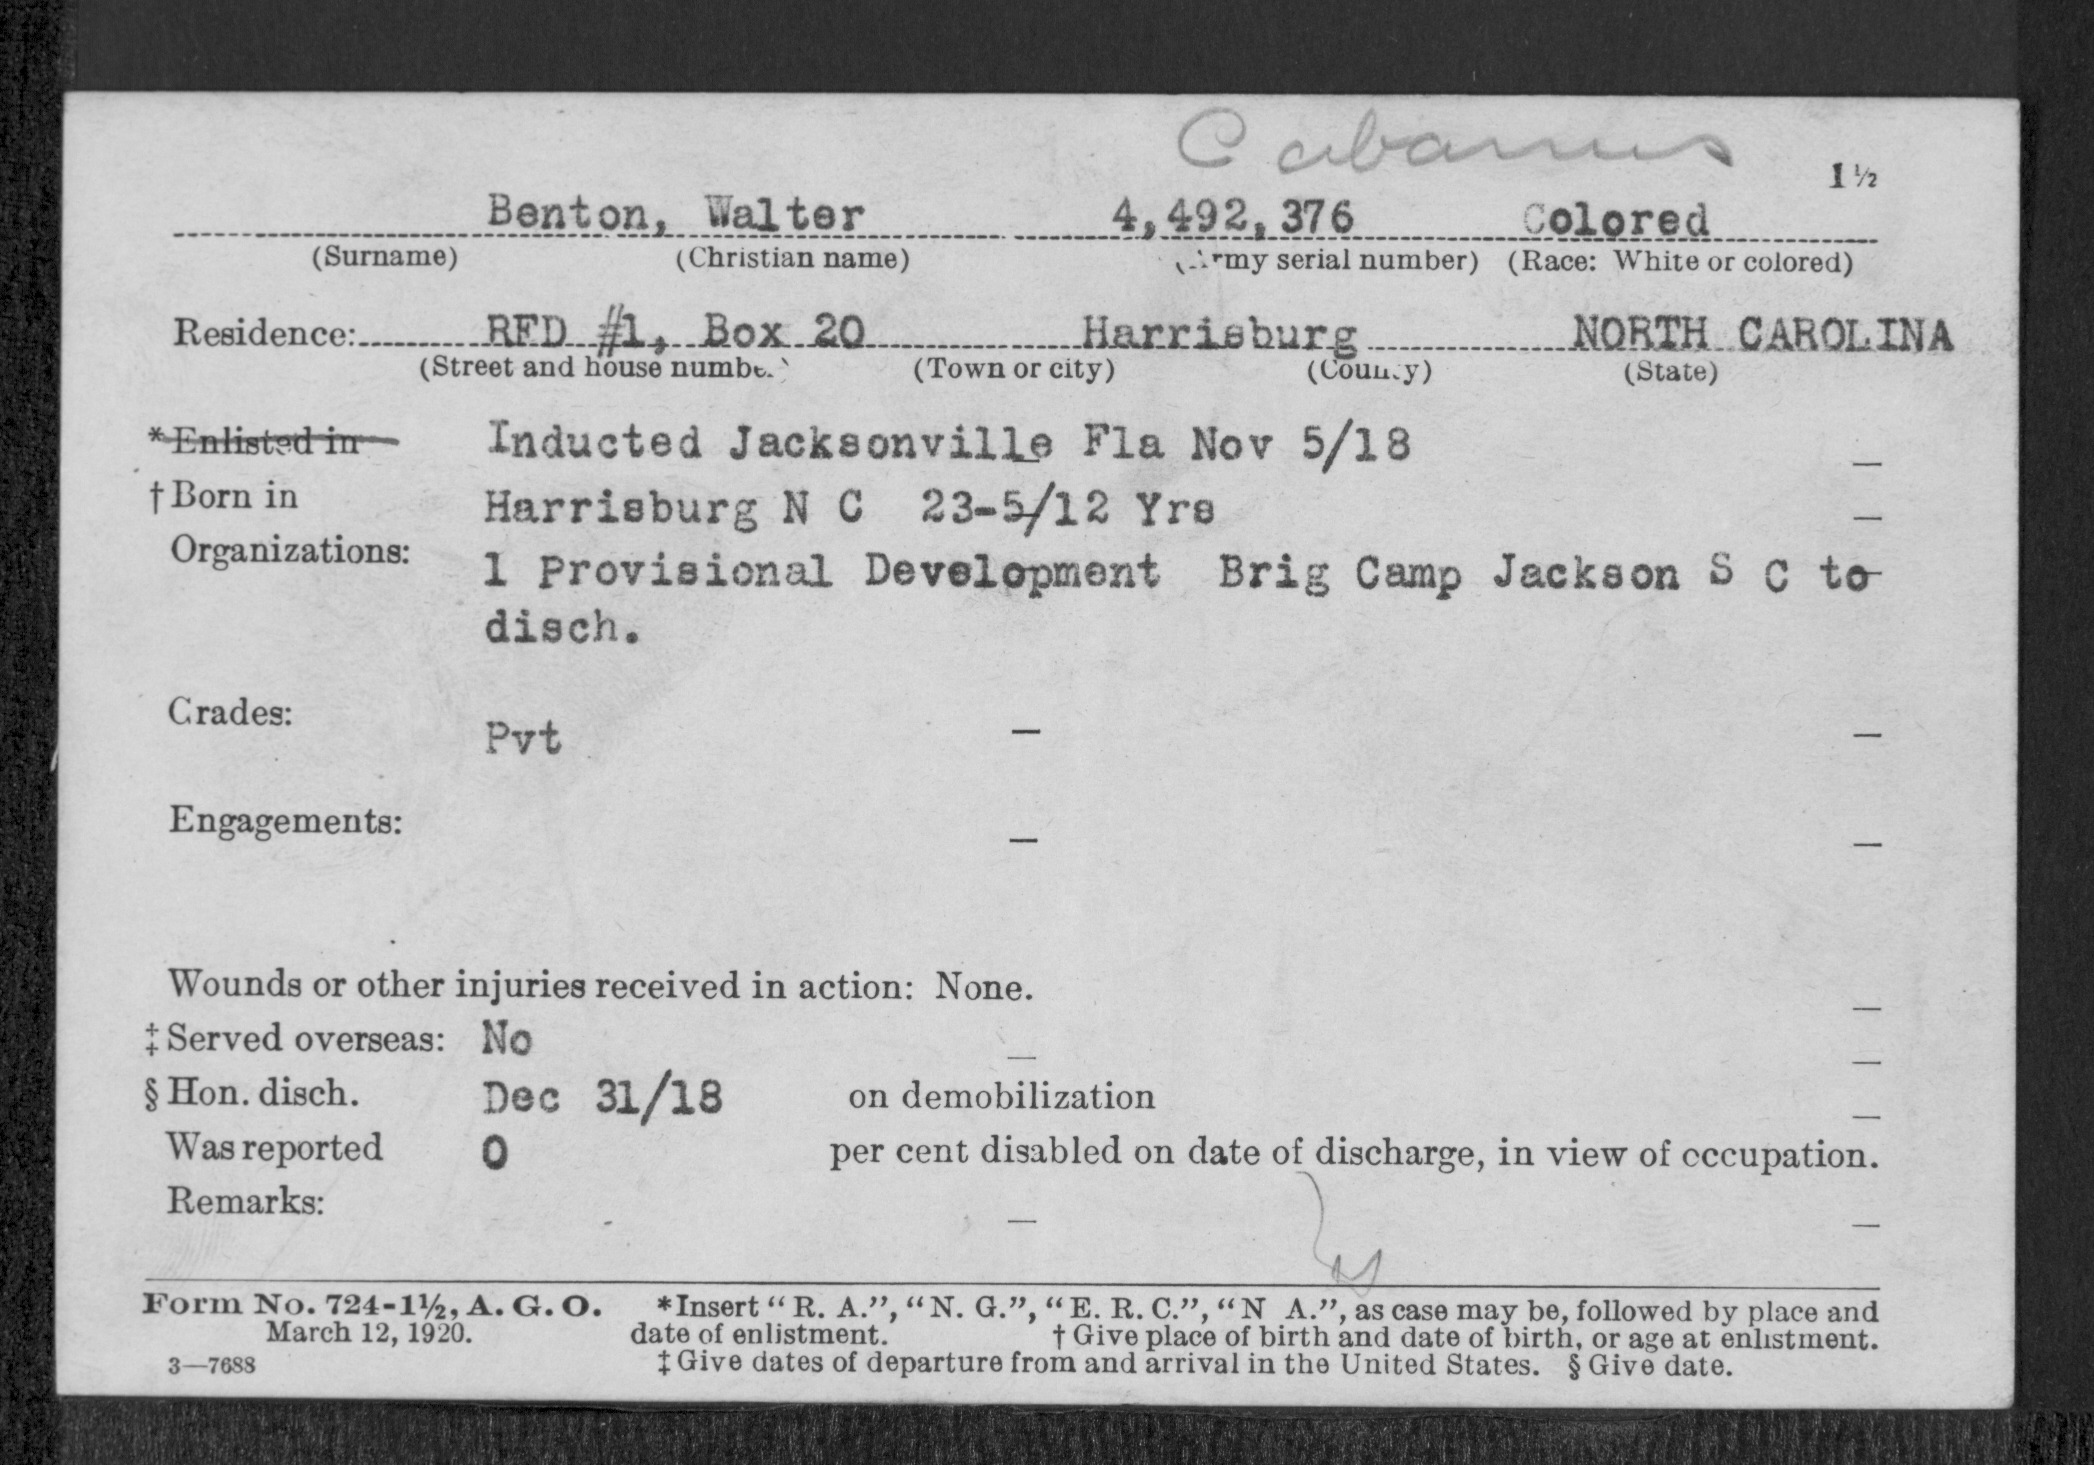 Cabarrus
1½
Benton, Walter 4,492,376 Colored
(Surname) (Christian name) (Army serial number) (Race: White or colored)
Residence: RFD #1, Box 20 Harrisburg NORTH CAROLINA
(Street and house number) (Town or city) (County) (State)
*Enlisted in Inducted Jacksonville Fla Nov 5/18 —
†Born in Harrisburg N C 23-5/12 Yrs —
Organizations: 1 Provisional Development Brig Camp Jackson S C to
disch.
Grades: Pvt — —
Engagements: — —
Wounds or other injuries received in action: None. —
‡Served overseas: No — —
§Hon. disch. Dec 31/18 on demobilization —
Was reported 0 per cent disabled on date of discharge, in view of occupation.
Remarks: — —
Form No. 724-1½, A. G. O. *Insert "R. A.", "N. G.", "E. R. C.", "N A.", as case may be, followed by place and
March 12, 1920. date of enlistment. †Give place of birth and date of birth, or age at enlistment.
3—7688 ‡Give dates of departure from and arrival in the United States. §Give date.